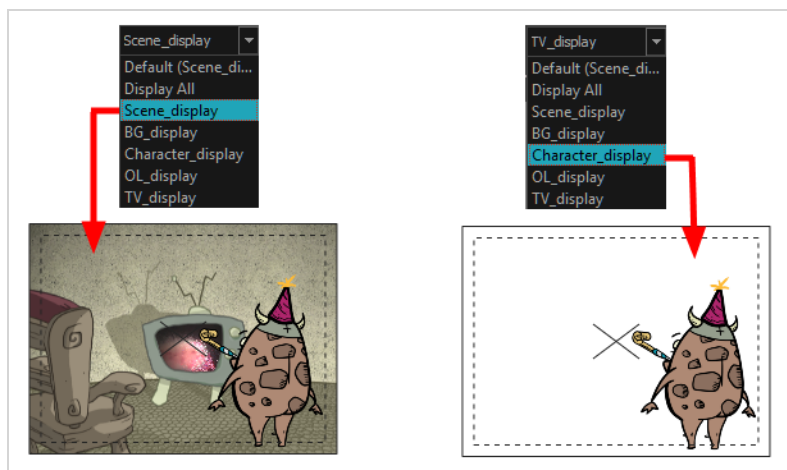 Scene_display
Default (Scene_di...
Display All
Scene_display
BG_display
Character_display
OL_display
TV_display
TV_display
Default (Scene_di...
Display All
Scene_display
BG_display
Character_display
OL_display
TV_display